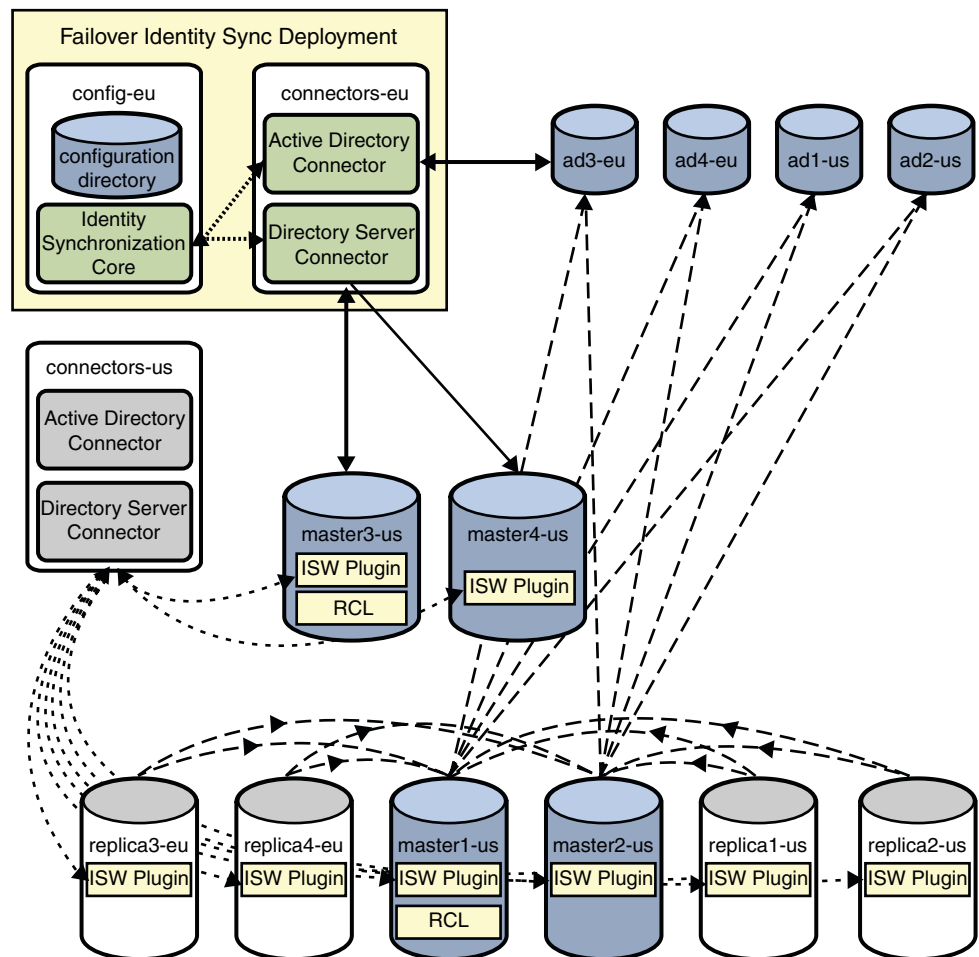 Failover Identity Sync Deployment
config-eu
configuration
directory
Identity
Synchronization
Core
connectors-eu
Active Directory
Connector
Directory Server
Connector
ad3-eu
ad4-eu
ad1-us
ad2-us
connectors-us
Active Directory
Connector
Directory Server
Connector
master3-us
ISW Plugin
RCL
master4-us
ISW Plugin
replica3-eu
ISW Plugin
replica4-eu
ISW Plugin
master1-us
ISW Plugin
RCL
master2-us
ISW Plugin
replica1-us
ISW Plugin
replica2-us
ISW Plugin